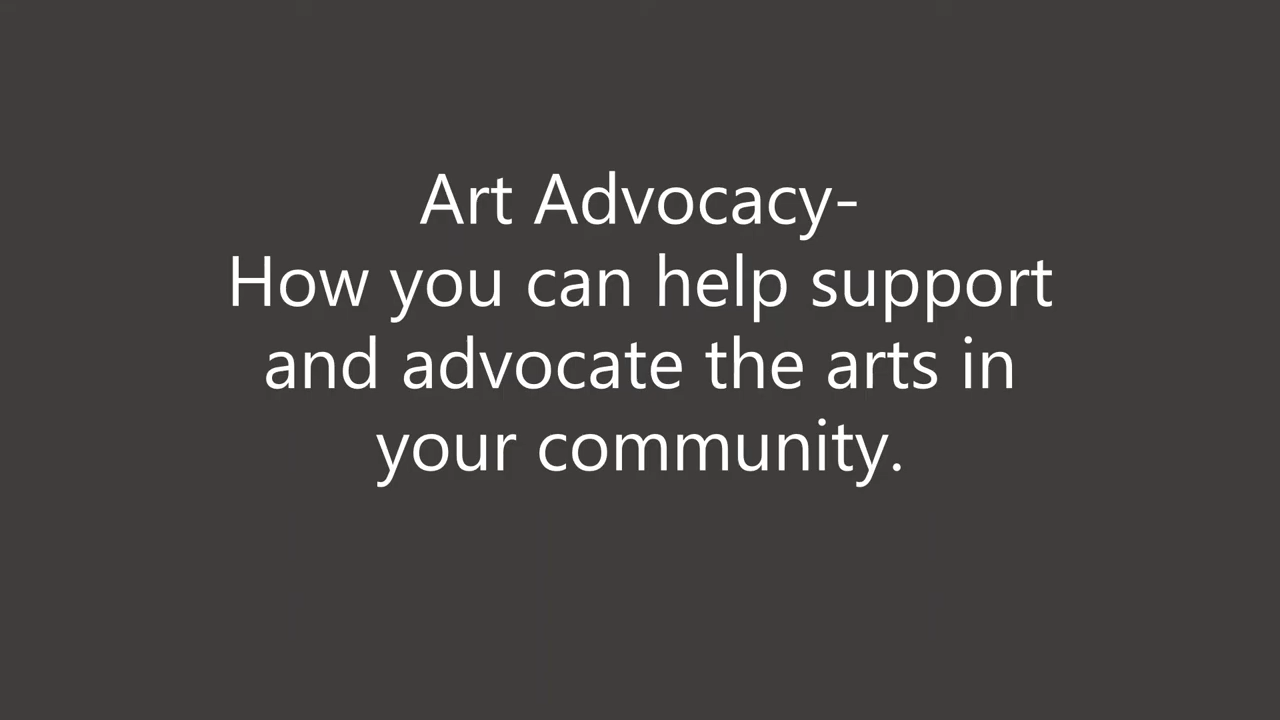 Art Advocacy-
How you can help support
and advocate the arts in
your community.